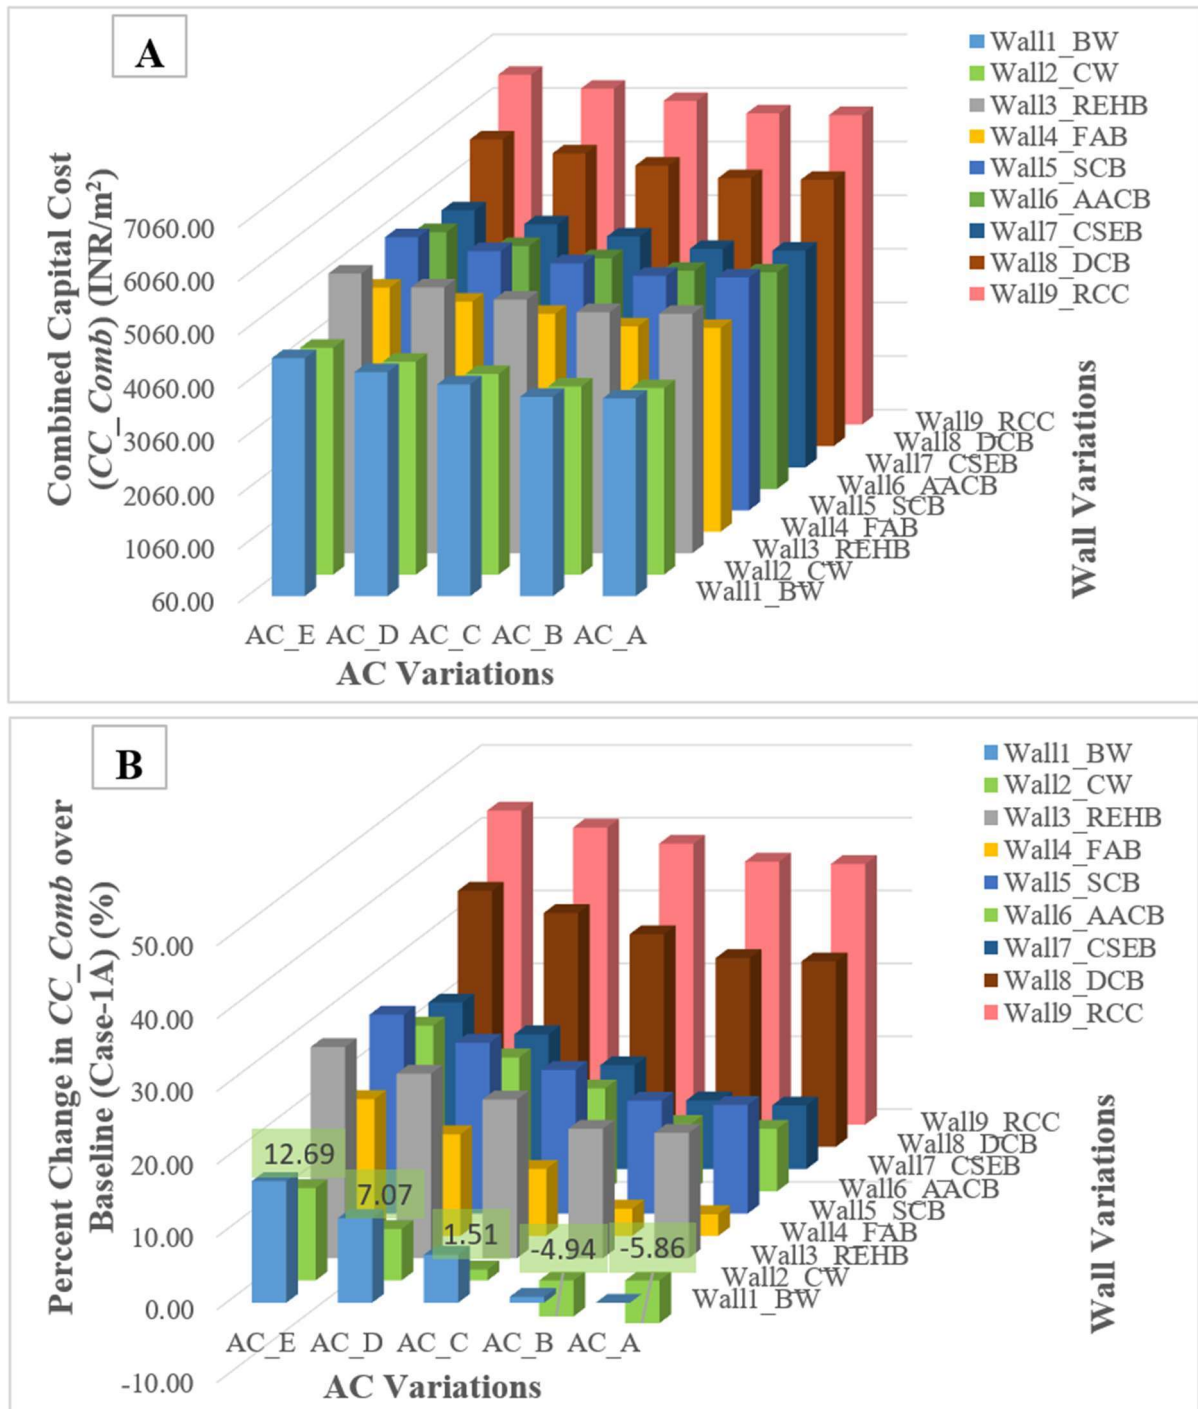 A
Wall1_BW
Wall2_CW
Wall3_REHB
Wall4_FAB
Wall5_SCB
Wall6_AACB
Wall7_CSEB
Wall8_DCB
Wall9_RCC
Combined Capital Cost
(CC_Comb) (INR/m²)
7060.00
6060.00
5060.00
4060.00
3060.00
2060.00
1060.00
60.00
Wall9_RCC
Wall8_DCB
Wall7_CSEB
Wall6_AACB
Wall5_SCB
Wall4_FAB
Wall3_REHB
Wall2_CW
Wall1_BW
Wall Variations
AC_E AC_D AC_C AC_B AC_A
AC Variations
B
Wall1_BW
Wall2_CW
Wall3_REHB
Wall4_FAB
Wall5_SCB
Wall6_AACB
Wall7_CSEB
Wall8_DCB
Wall9_RCC
Percent Change in CC_Comb over
Baseline (Case-1A) (%)
50.00
40.00
30.00
20.00
10.00
0.00
-10.00
12.69
7.07
1.51
-4.94
-5.86
Wall9_RCC
Wall8_DCB
Wall7_CSEB
Wall6_AACB
Wall5_SCB
Wall4_FAB
Wall3_REHB
Wall2_CW
Wall1_BW
Wall Variations
AC_E AC_D AC_C AC_B AC_A
AC Variations